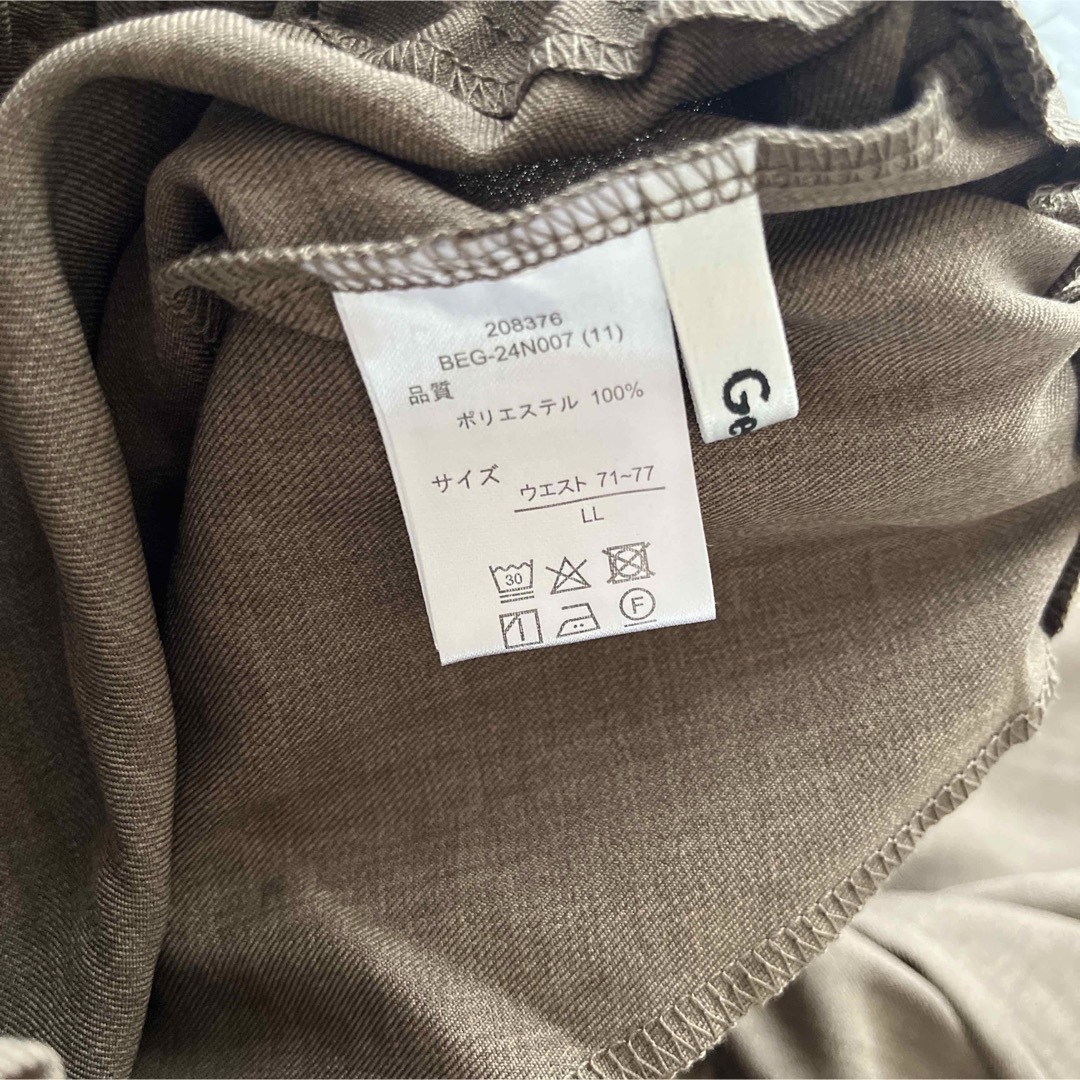 208376
BEG-24N007 (11)
品質
ポリエステル 100%
サイズ
ウエスト 71~77
LL
30
F
Ge